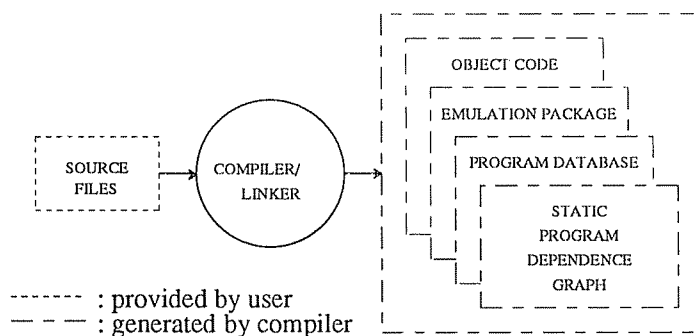 SOURCE
FILES
COMPILER/
LINKER
OBJECT CODE
EMULATION PACKAGE
PROGRAM DATABASE
STATIC
PROGRAM
DEPENDENCE
GRAPH
: provided by user
: generated by compiler